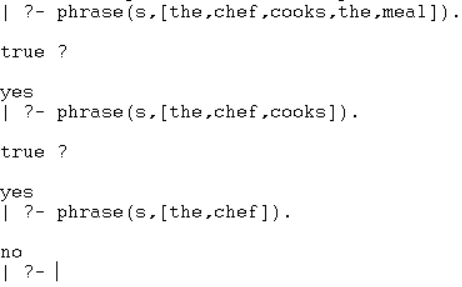 | ?- phrase(s,[the,chef,cooks,the,meal]).
true ?
yes
| ?- phrase(s,[the,chef,cooks]).
true ?
yes
| ?- phrase(s,[the,chef]).
no
| ?-